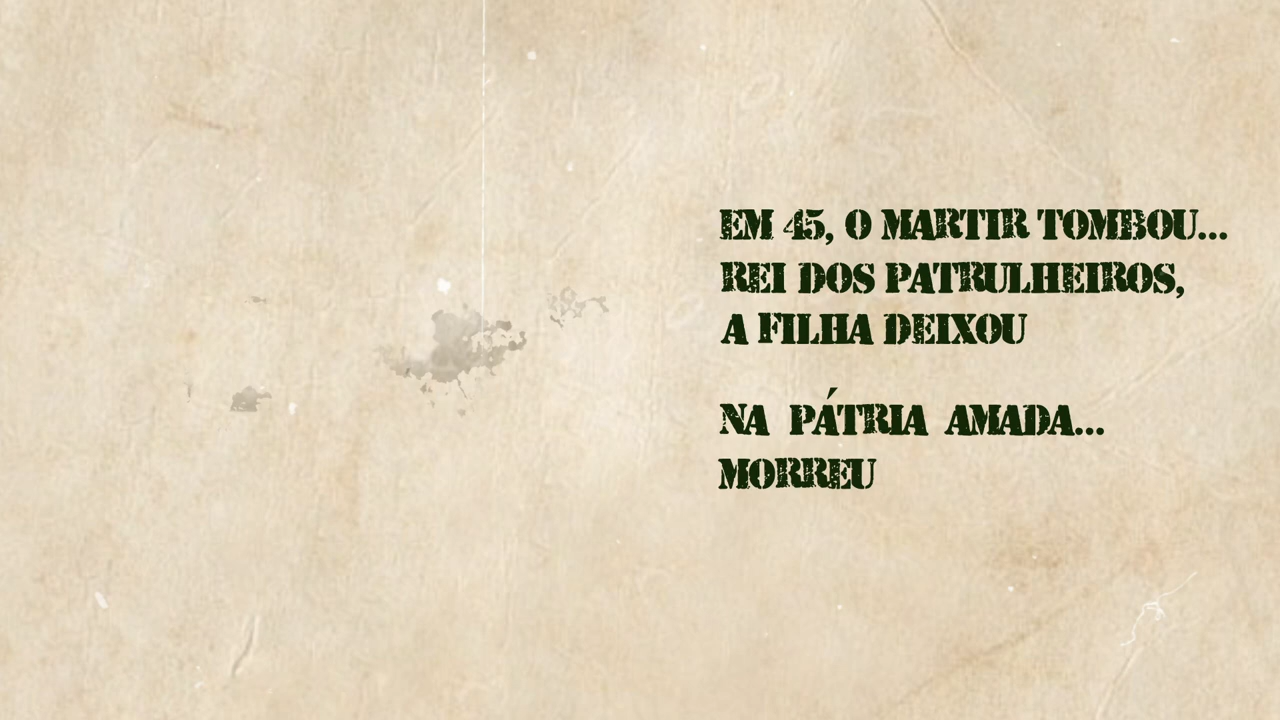 EM 45, O MARTIR TOMBOU...
REI DOS PATRULHEIROS,
A FILHA DEIXOU
NA PÁTRIA AMADA...
MORREU